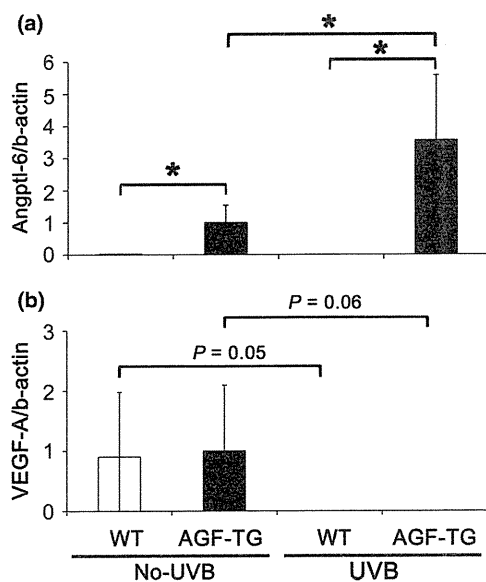 (a)
*
*
*
Angptl-6/b-actin
6
5
4
3
2
1
0
(b)
P = 0.06
P = 0.05
VEGF-A/b-actin
3
2
1
0
WT AGF-TG WT AGF-TG
No-UVB UVB